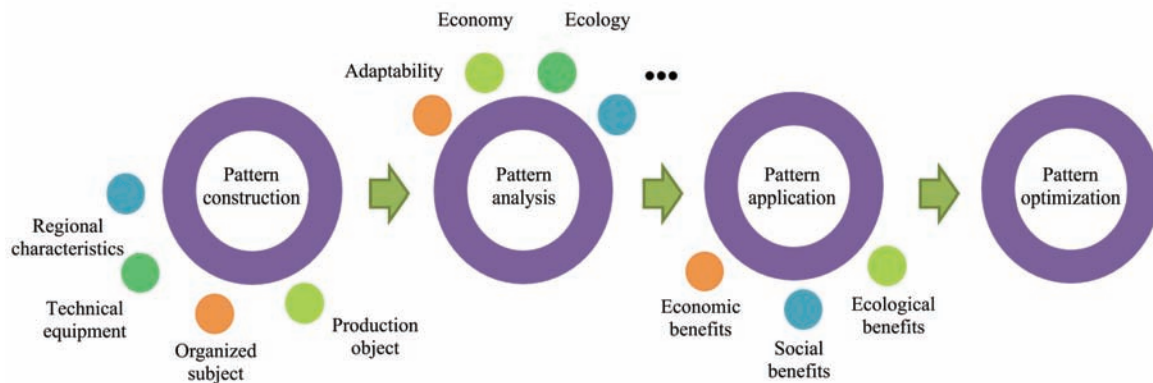 Economy
Ecology
Adaptability
...
Pattern
construction
Regional
characteristics
Technical
equipment
Organized
subject
Production
object
Pattern
analysis
Pattern
application
Economic
benefits
Social
benefits
Ecological
benefits
Pattern
optimization